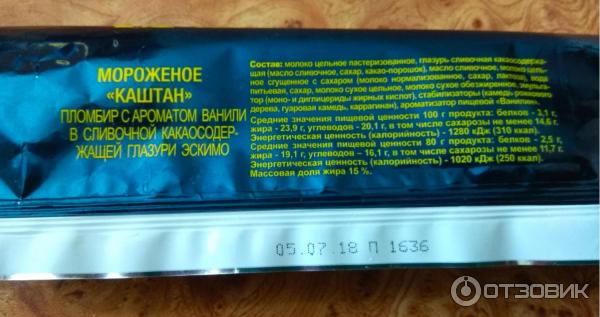 МОРОЖЕНОЕ
«КАШТАН»
ПЛОМБИР С АРОМАТОМ ВАНИЛИ
В СЛИВОЧНОЙ КАКАОСОДЕР-
ЖАЩЕЙ ГЛАЗУРИ ЭСКИМО
Состав: молоко цельное пастеризованное, глазурь сливочная какаосодержа-
щая (масло сливочное, сахар, какао-порошок), масло сливочное, молоко цель-
ное сгущенное с сахаром (молоко нормализованное, сахар, лактоза), вода
питьевая, сахар, молоко сухое цельное, молоко сухое обезжиренное, эмульга-
тор (моно- и диглицериды жирных кислот), стабилизаторы (камедь рожкового
дерева, гуаровая камедь, каррагинан), ароматизатор пищевой «Ванилин».
Средние значения пищевой ценности 100 г продукта: белков - 3,1 г,
жира - 23,9 г, углеводов - 20,1 г, в том числе сахарозы не менее 14,6 г.
Энергетическая ценность (калорийность) - 1280 кДж (310 ккал).
Средние значения пищевой ценности 80 г продукта: белков - 2,5 г,
жира - 19,1 г, углеводов – 16,1 г, в том числе сахарозы не менее 11,7 г.
Энергетическая ценность (калорийность) - 1020 кДж (250 ккал).
Массовая доля жира 15 %.
05.07.18 П 1636
ОТЗОВИК